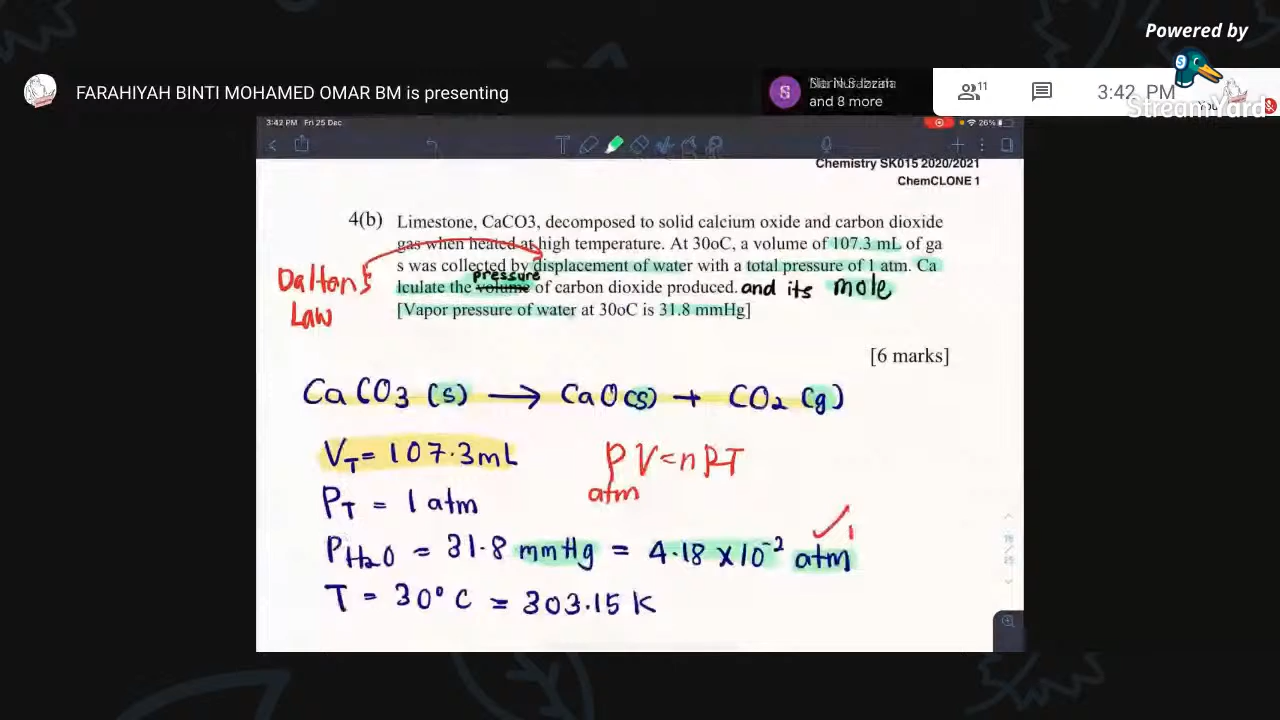 Powered by
StreamYard
FARAHIYAH BINTI MOHAMED OMAR BM is presenting
S
and 8 more
11
3:42 PM
You
3:42 PM Fri 25 Dec
26%
Chemistry SK015 2020/2021
ChemCLONE 1
4(b) Limestone, CaCO3, decomposed to solid calcium oxide and carbon dioxide
gas when heated at high temperature. At 30oC, a volume of 107.3 mL of ga
s was collected by displacement of water with a total pressure of 1 atm. Ca
pressure
lculate the volume of carbon dioxide produced. and its mole
[Vapor pressure of water at 30oC is 31.8 mmHg]
Dalton's
Law
[6 marks]
CaCO3 (s) → CaO(s) + CO2 (g)
VT = 107.3 mL
PV = nRT
atm
PT = 1 atm
PH2O = 31.8 mmHg = 4.18 x 10⁻² atm
✓1
T = 30° C = 303.15 K